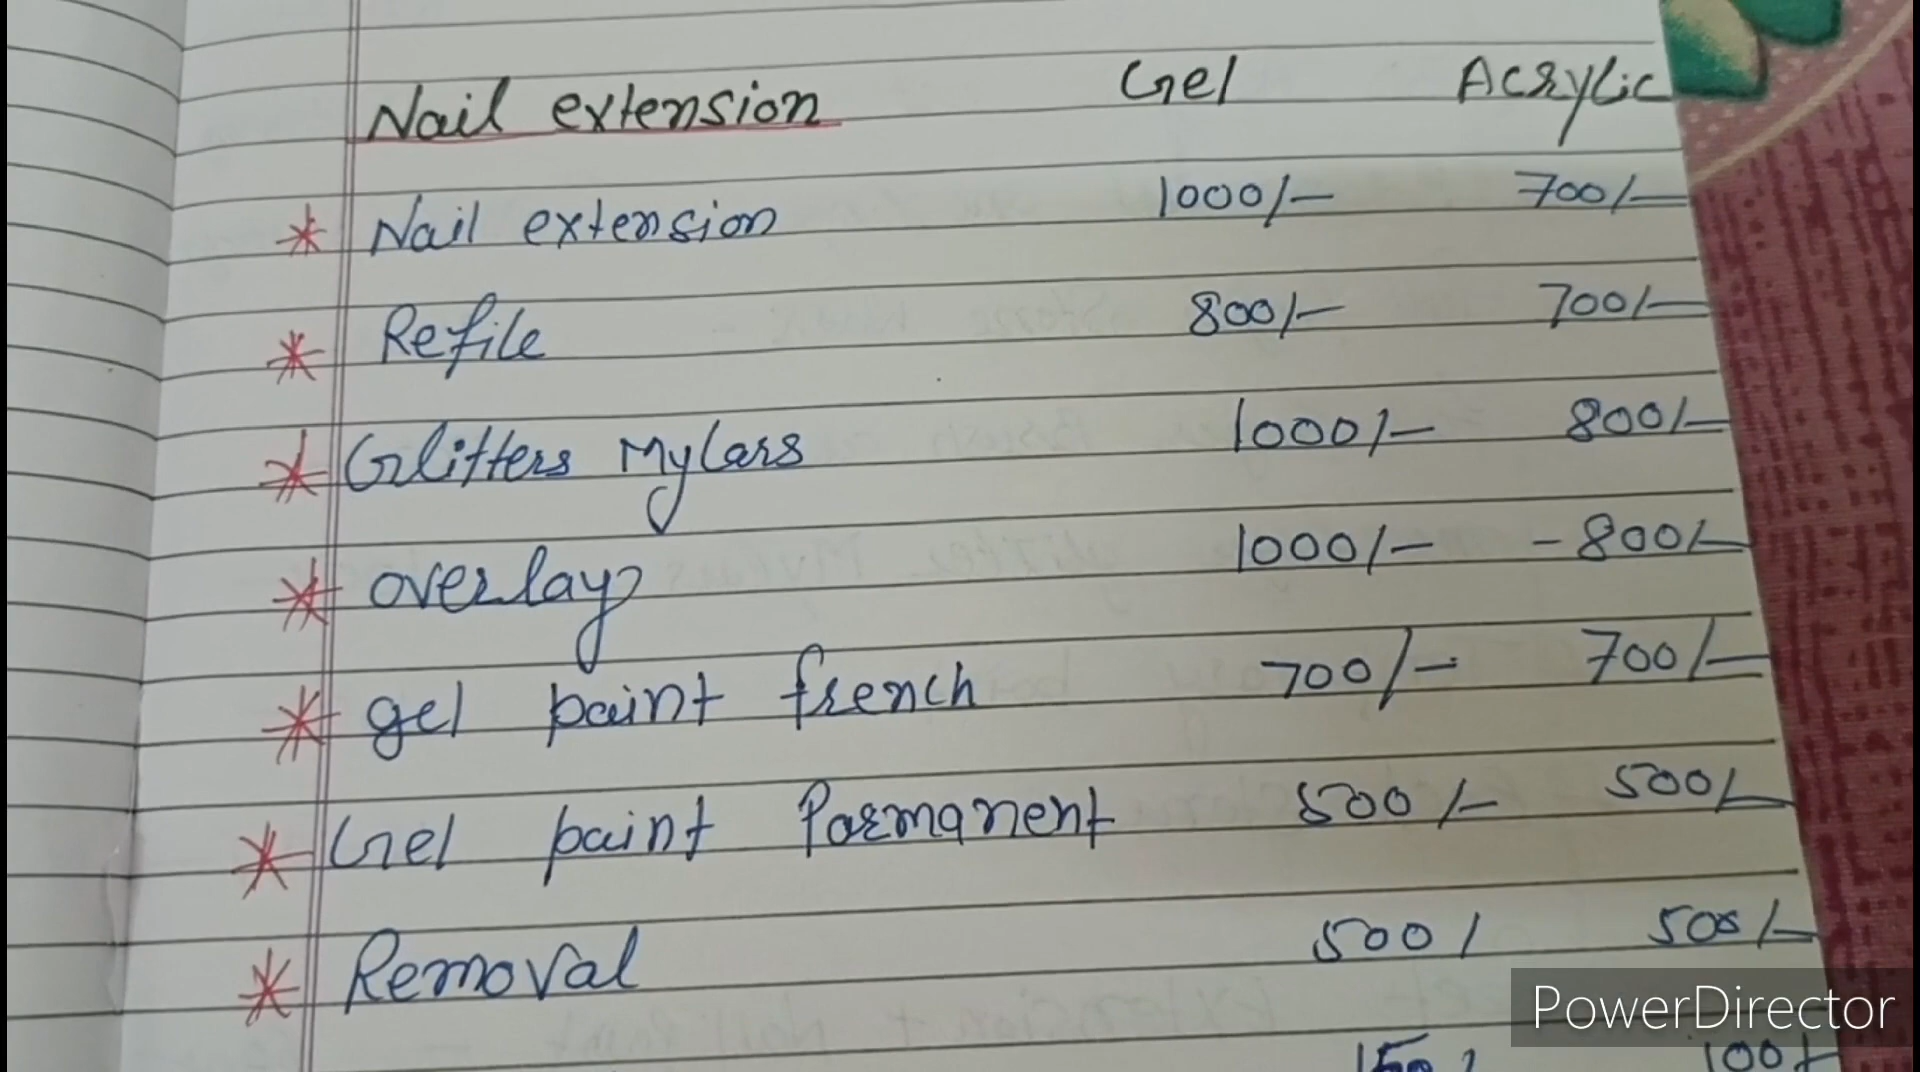 Nail extension Gel Acrylic
* Nail extension 1000/- 700/-
* Refile 800/- 700/-
* Glitters Mylars 1000/- 800/-
* overlay 1000/- -800/-
* gel paint french 700/- 700/-
* Gel paint Parmanent 500/- 500/-
* Removal 500/ 500/-
PowerDirector
100/